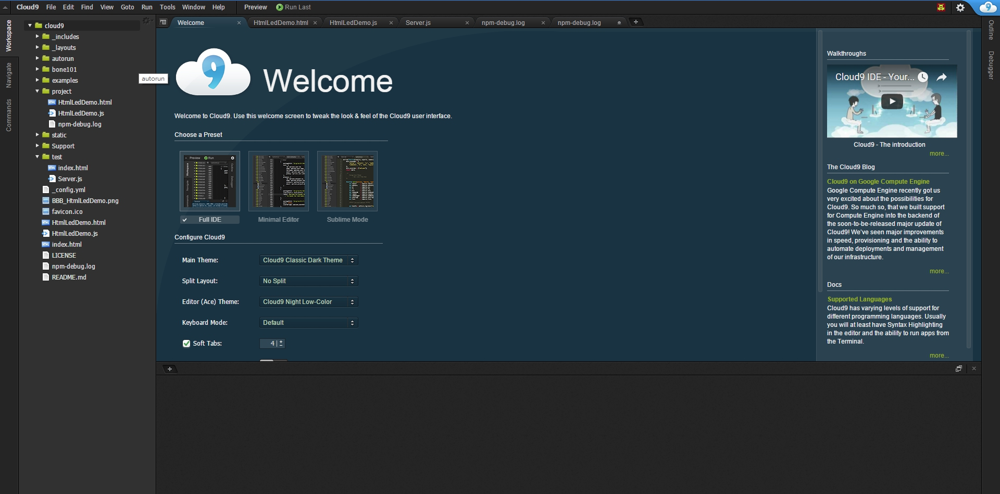 Cloud9 File Edit Find View Goto Run Tools Window Help Preview Run Last
Workspace
Navigate
Commands
cloud9
_includes
_layouts
autorun
bone101
examples
project
HtmlLedDemo.html
HtmlLedDemo.js
npm-debug.log
static
Support
test
index.html
Server.js
_config.yml
BBB_HtmlLedDemo.png
favicon.ico
HtmlLedDemo.html
HtmlLedDemo.js
index.html
LICENSE
npm-debug.log
README.md
autorun
Welcome HtmlLedDemo.html HtmlLedDemo.js Server.js npm-debug.log npm-debug.log
9 Welcome
Welcome to Cloud9. Use this welcome screen to tweak the look & feel of the Cloud9 user interface.
Choose a Preset
Preview Run
Full IDE Minimal Editor Sublime Mode
Configure Cloud9
Main Theme: Cloud9 Classic Dark Theme
Split Layout: No Split
Editor (Ace) Theme: Cloud9 Night Low-Color
Keyboard Mode: Default
Soft Tabs: 4
Walkthroughs
Cloud9 IDE - Your...
Cloud9 - The introduction
more...
The Cloud9 Blog
Cloud9 on Google Compute Engine
Google Compute Engine recently got us
very excited about the possibilities for
Cloud9. So much so, that we built support
for Compute Engine into the backend of
the soon-to-be-released major update of
Cloud9! We've seen major improvements
in speed, provisioning and the ability to
automate deployments and management
of our infrastructure.
more...
Docs
Supported Languages
Cloud9 has varying levels of support for
different programming languages. Usually
you will at least have Syntax Highlighting
in the editor and the ability to run apps from
the Terminal.
more...
9
Outline
Debugger